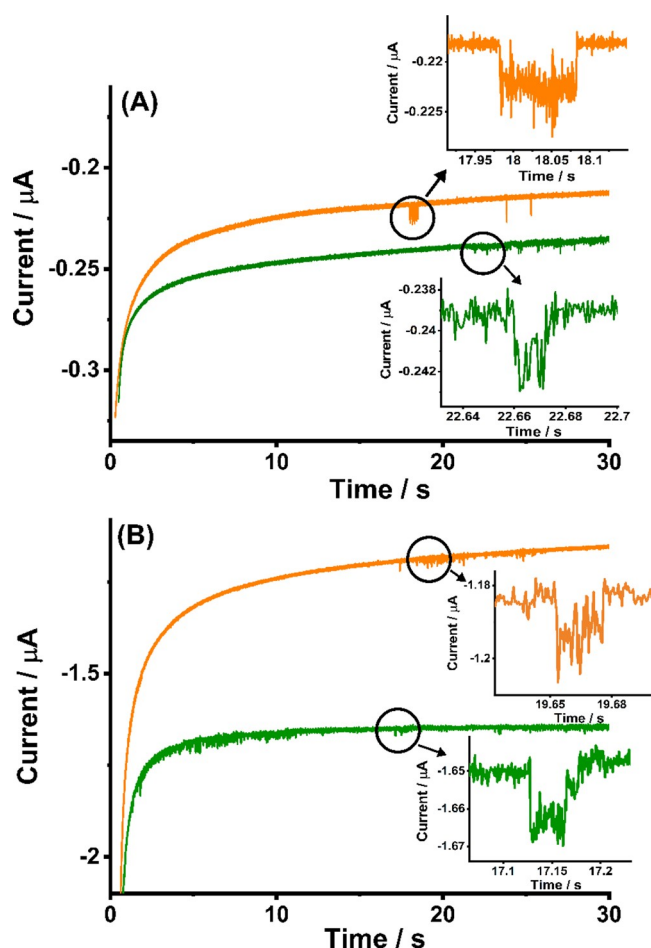 (A)
Current / μA
-0.2
-0.25
-0.3
0
10
20
30
Time / s
Current / μA
-0.22
-0.225
17.95
18
18.05
18.1
Time / s
Current / μA
-0.238
-0.24
-0.242
22.64
22.66
22.68
22.7
Time / s
(B)
Current / μA
-1.5
-2
0
10
20
30
Time / s
Current / μA
-1.18
-1.2
19.65
19.68
Time / s
Current / μA
-1.65
-1.66
-1.67
17.1
17.15
17.2
Time / s